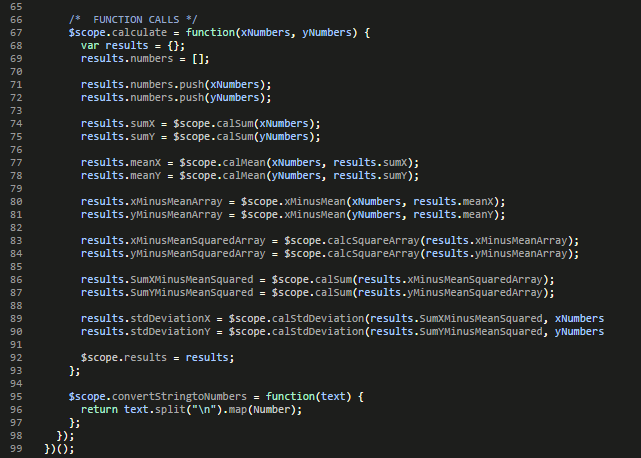 65
66 /*  FUNCTION CALLS */
67 $scope.calculate = function(xNumbers, yNumbers) {
68 var results = {};
69 results.numbers = [];
70
71 results.numbers.push(xNumbers);
72 results.numbers.push(yNumbers);
73
74 results.sumX = $scope.calSum(xNumbers);
75 results.sumY = $scope.calSum(yNumbers);
76
77 results.meanX = $scope.calMean(xNumbers, results.sumX);
78 results.meanY = $scope.calMean(yNumbers, results.sumY);
79
80 results.xMinusMeanArray = $scope.xMinusMean(xNumbers, results.meanX);
81 results.yMinusMeanArray = $scope.xMinusMean(yNumbers, results.meanY);
82
83 results.xMinusMeanSquaredArray = $scope.calcSquareArray(results.xMinusMeanArray);
84 results.yMinusMeanSquaredArray = $scope.calcSquareArray(results.yMinusMeanArray);
85
86 results.SumXMinusMeanSquared = $scope.calSum(results.xMinusMeanSquaredArray);
87 results.SumYMinusMeanSquared = $scope.calSum(results.yMinusMeanSquaredArray);
88
89 results.stdDeviationX = $scope.calStdDeviation(results.SumXMinusMeanSquared, xNumbers
90 results.stdDeviationY = $scope.calStdDeviation(results.SumYMinusMeanSquared, yNumbers
91
92 $scope.results = results;
93 };
94
95 $scope.convertStringtoNumbers = function(text) {
96 return text.split("\n").map(Number);
97 };
98 });
99 })();